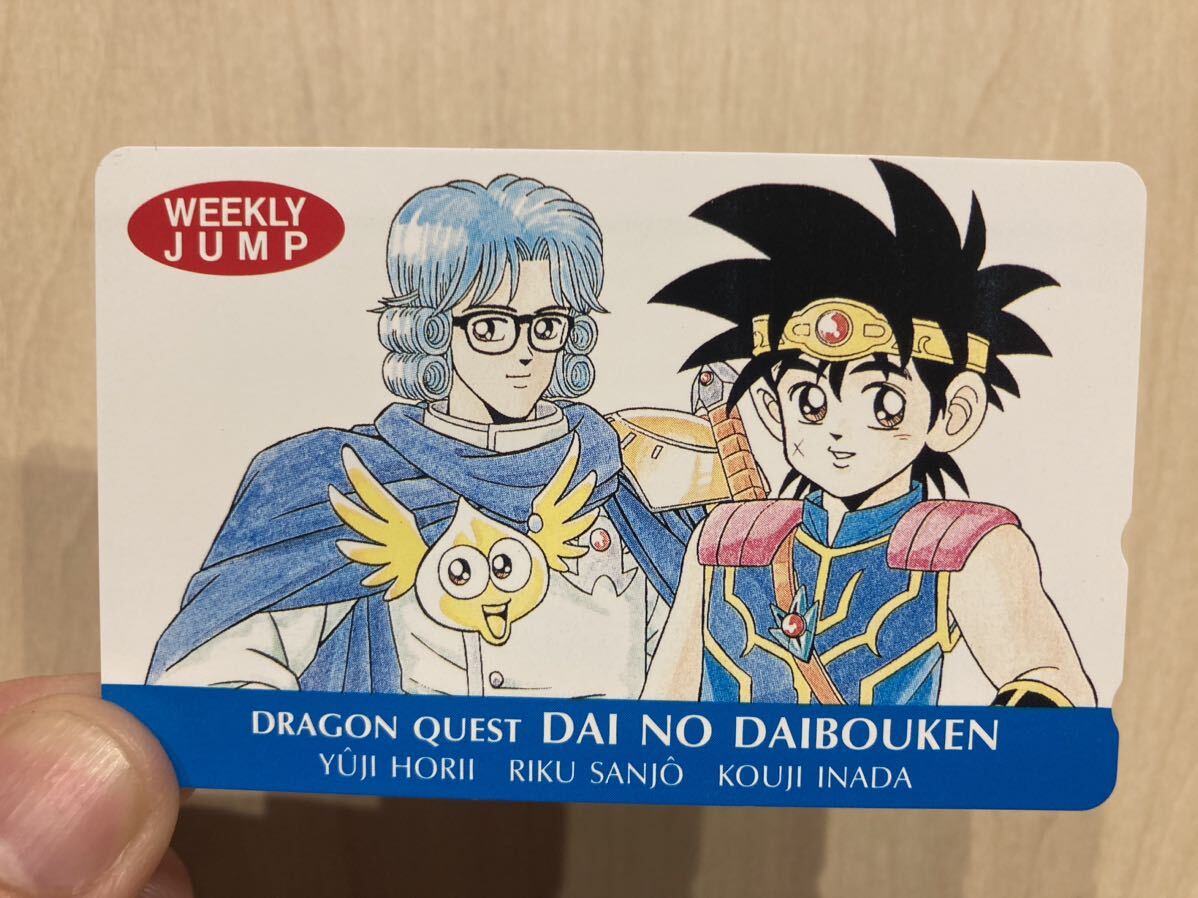 WEEKLY
JUMP
DRAGON QUEST DAI NO DAIBOUKEN
YÛJI HORII RIKU SANJÔ KOUJI INADA